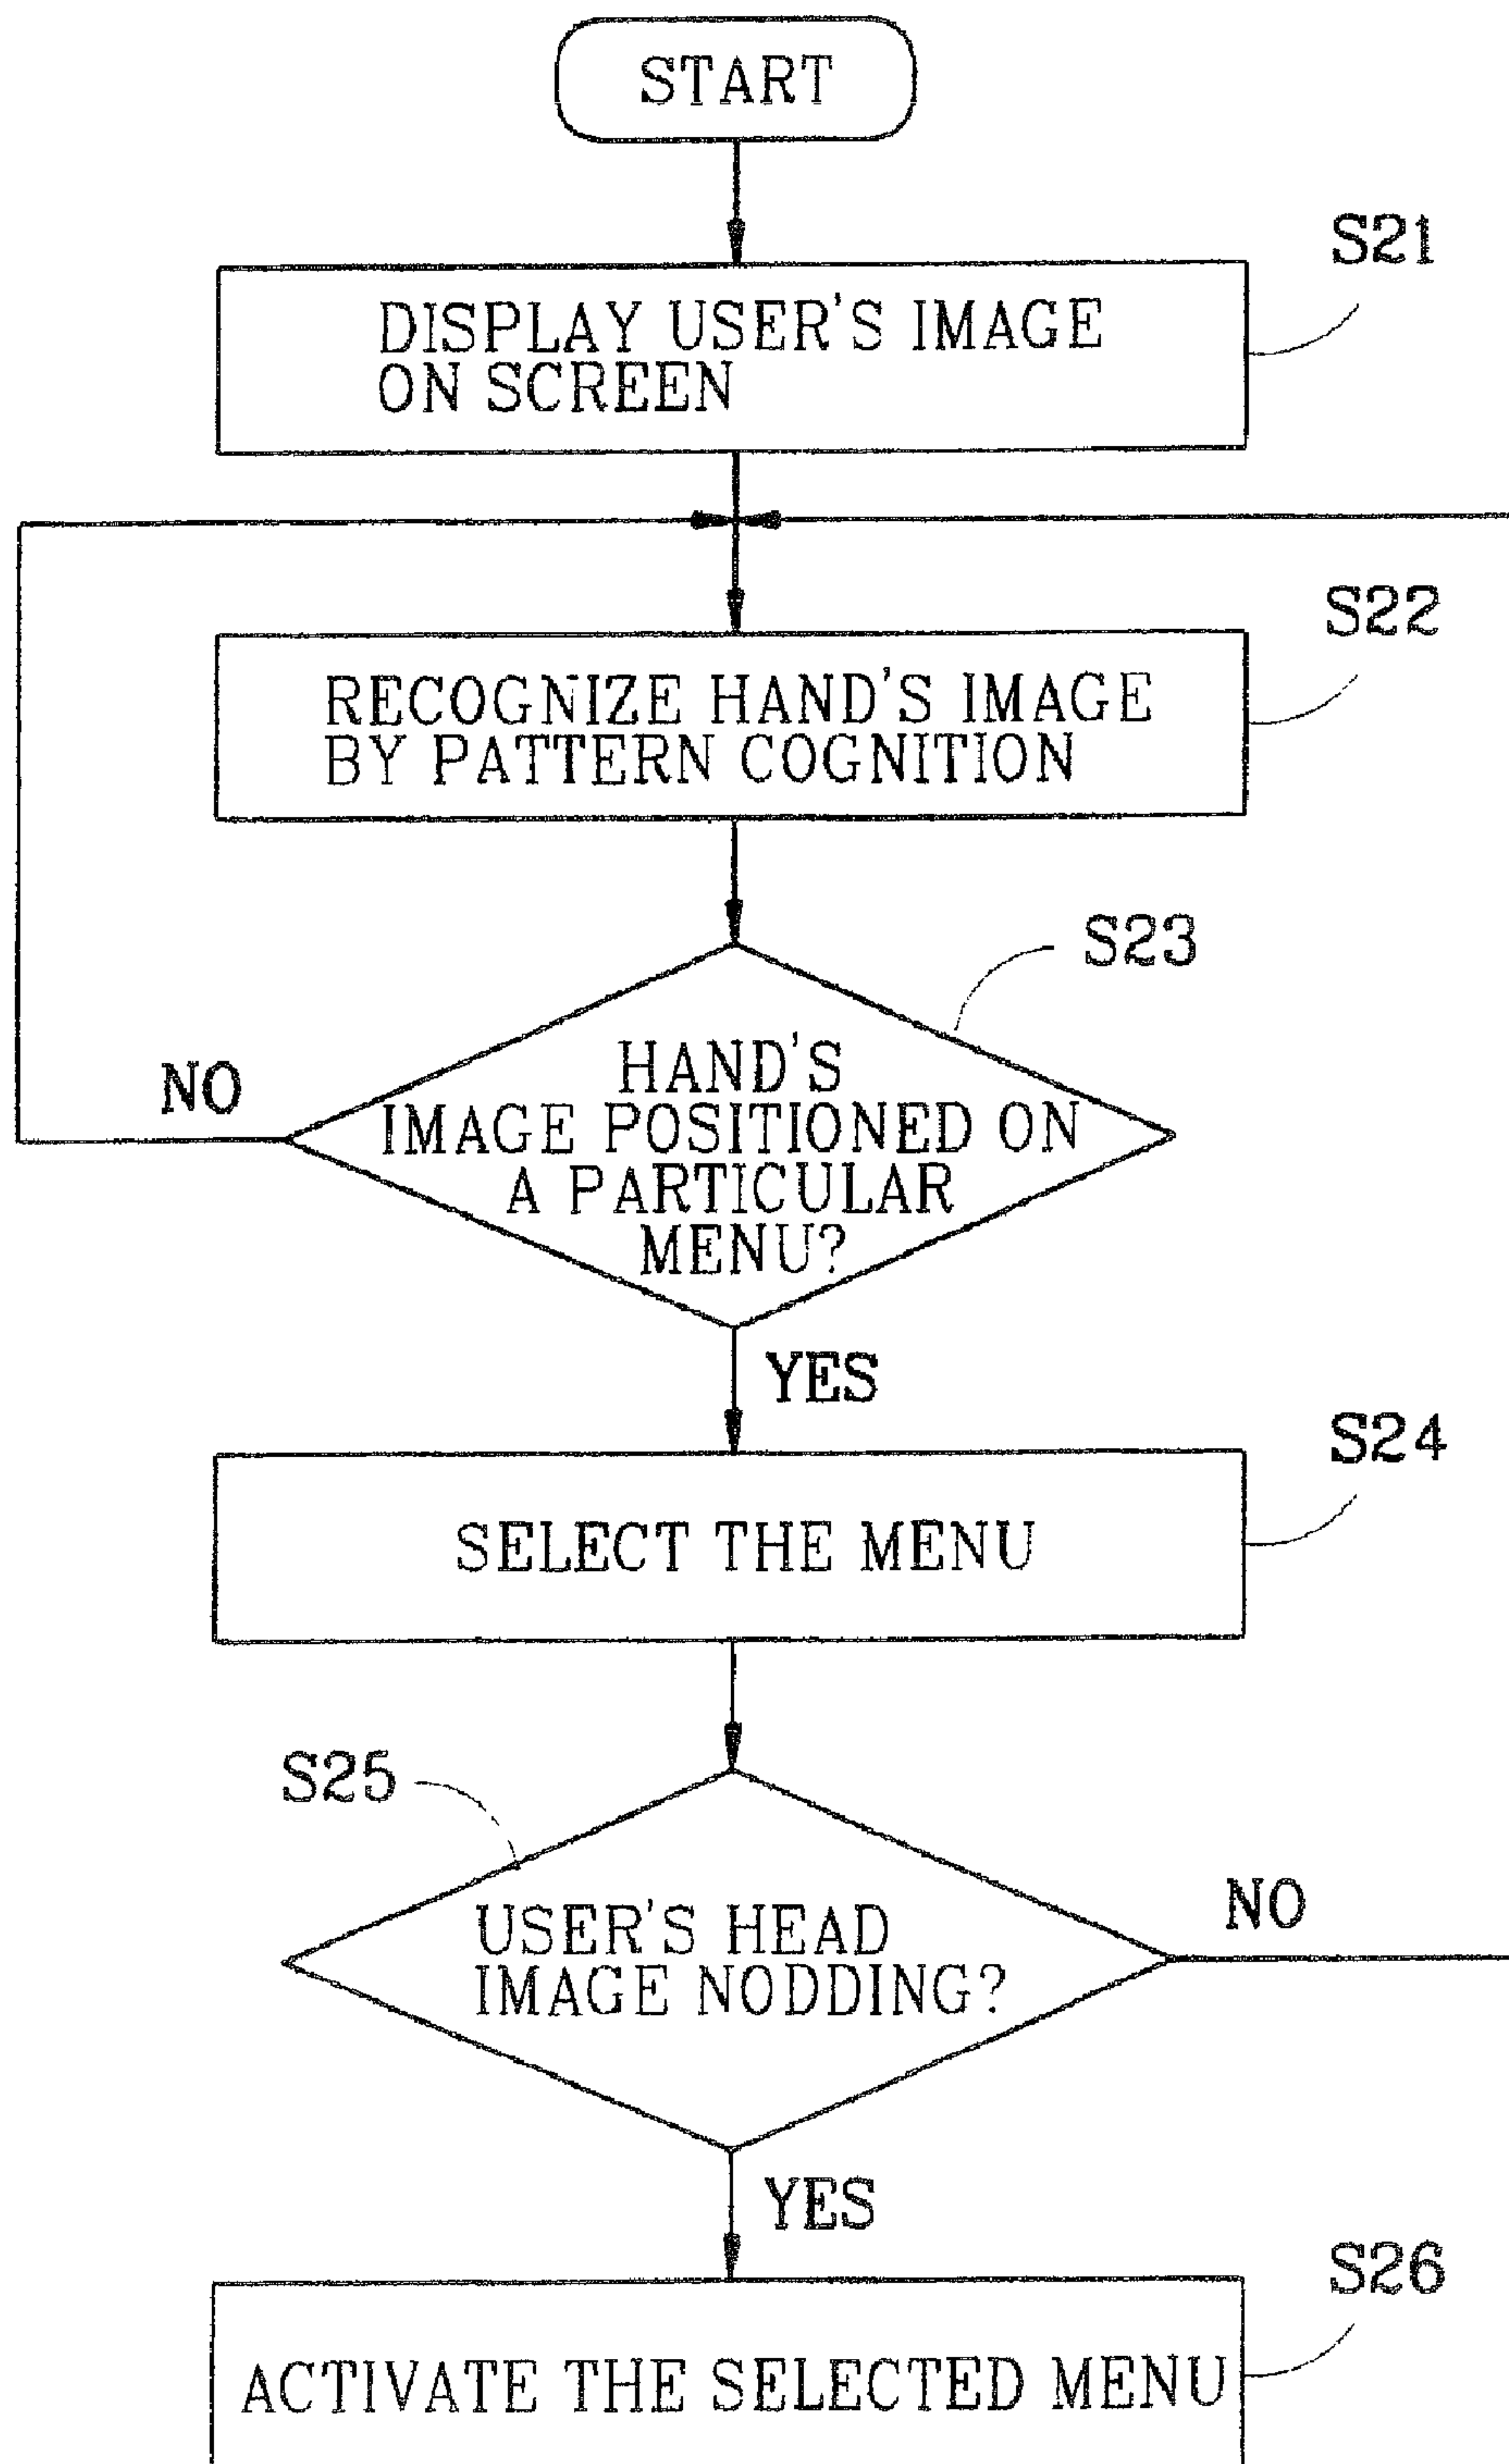 START
S21
DISPLAY USER'S IMAGE
ON SCREEN
S22
RECOGNIZE HAND'S IMAGE
BY PATTERN COGNITION
S23
HAND'S
IMAGE POSITIONED ON
A PARTICULAR
MENU?
NO
YES
S24
SELECT THE MENU
S25
USER'S HEAD
IMAGE NODDING?
NO
YES
S26
ACTIVATE THE SELECTED MENU